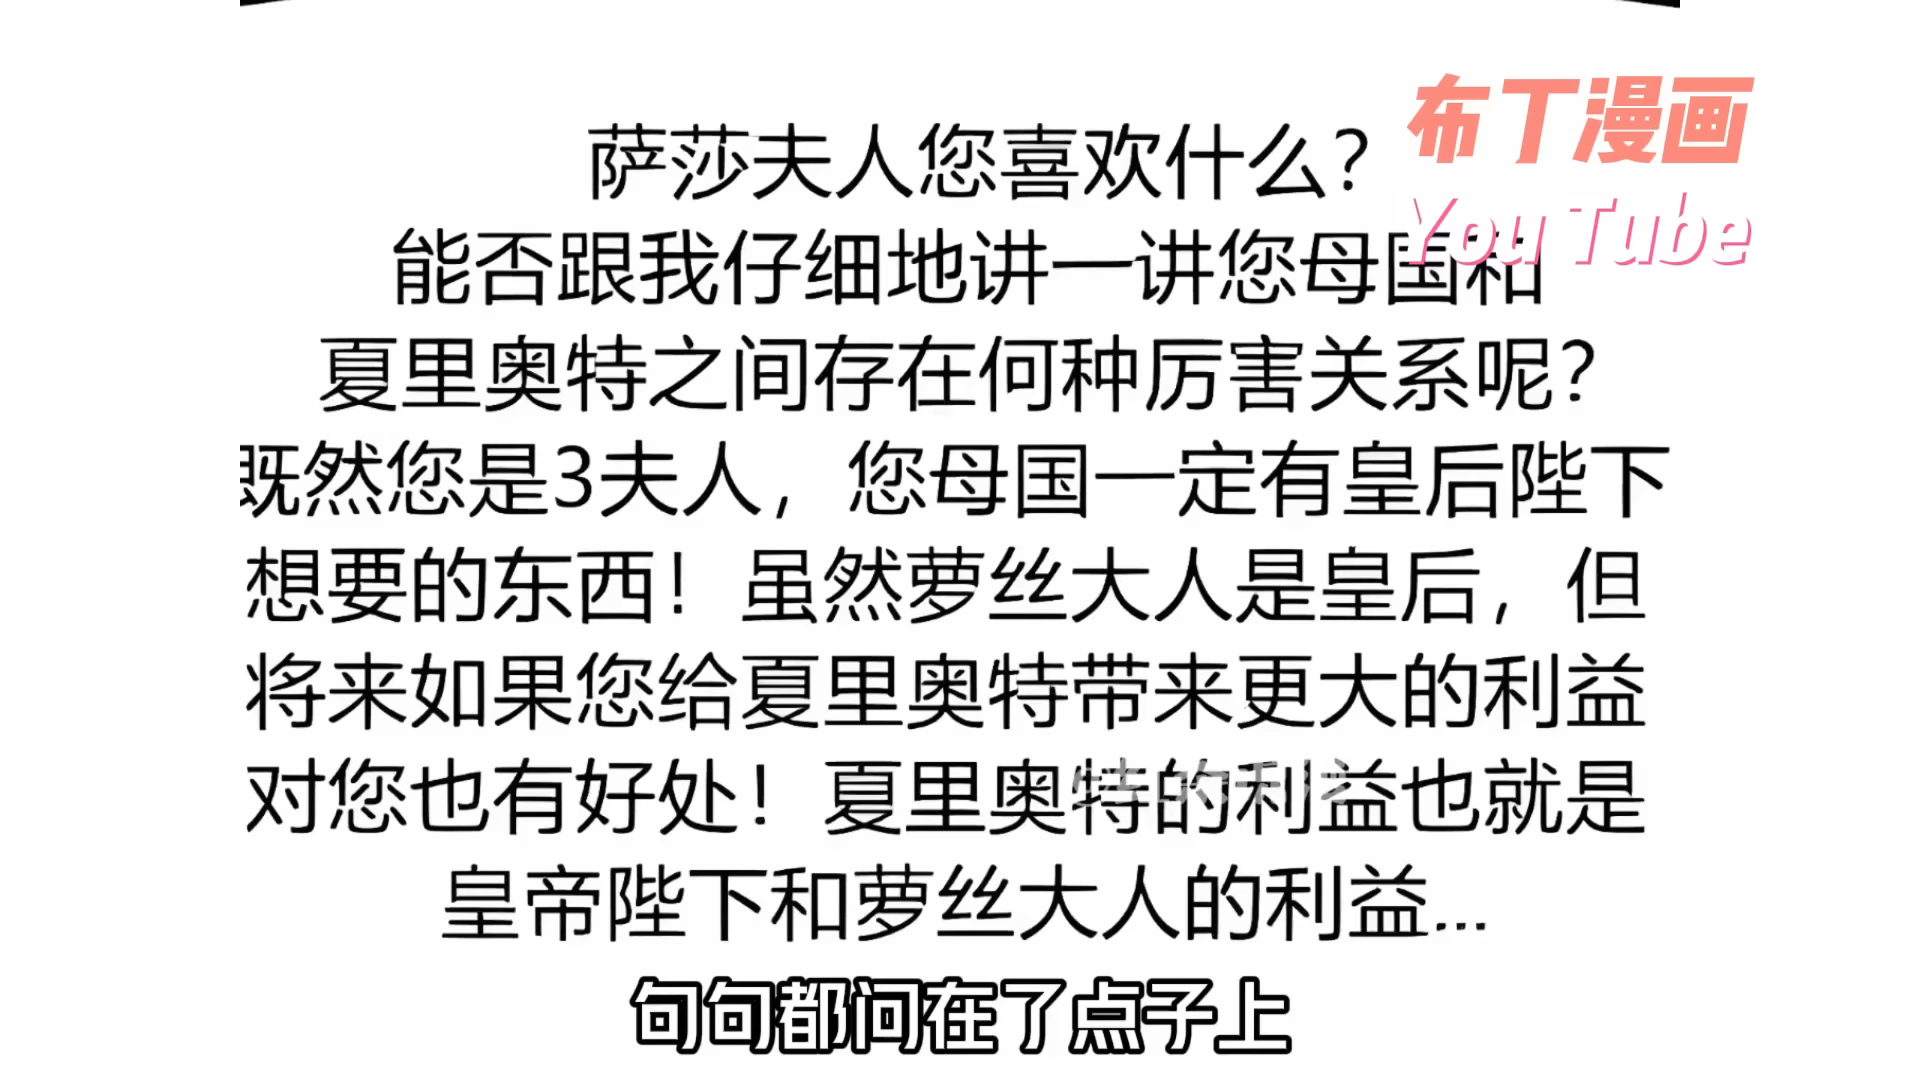 布丁漫画
YouTube
萨莎夫人您喜欢什么？
能否跟我仔细地讲一讲您母国和
夏里奥特之间存在何种厉害关系呢？
既然您是3夫人，您母国一定有皇后陛下
想要的东西！虽然萝丝大人是皇后，但
将来如果您给夏里奥特带来更大的利益
对您也有好处！夏里奥特的利益也就是
皇帝陛下和萝丝大人的利益...
句句都问在了点子上